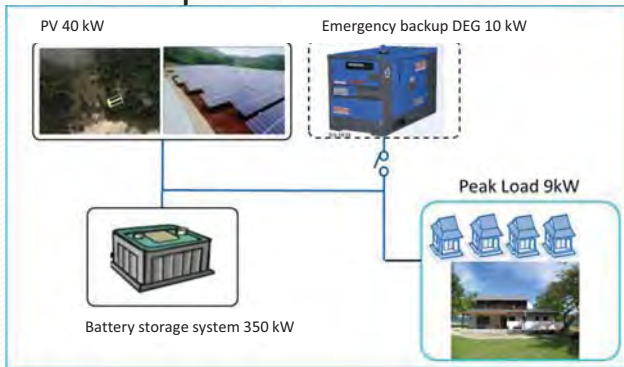 PV 40 kW
Emergency backup DEG 10 kW
Peak Load 9kW
Battery storage system 350 kW